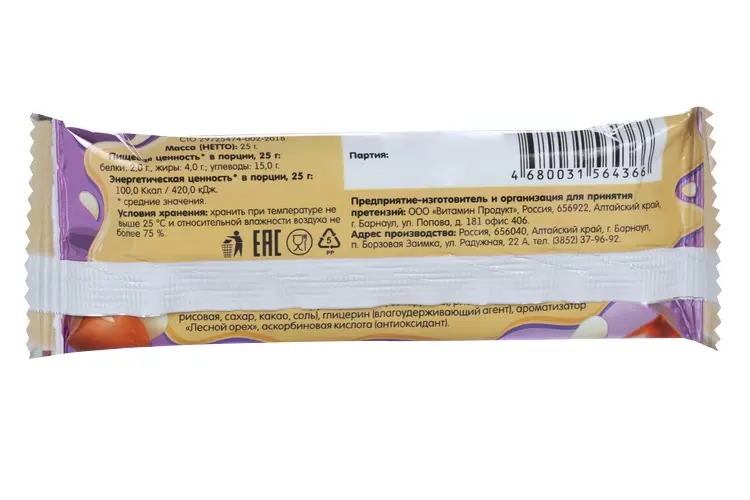 СТО 29725474-002-2018
Масса (НЕТТО): 25 г.
Пищевая ценность* в порции, 25 г:
белки: 2,0 г., жиры: 4,0 г.; углеводы: 15,0 г.
Энергетическая ценность* в порции, 25 г:
100,0 Ккал / 420,0 кДж.
* средние значения.
Условия хранения: хранить при температуре не
выше 25 °С и относительной влажности воздуха не
более 75 %.
EAC
5
PP
Партия:
4 680031 564366
Предприятие-изготовитель и организация для принятия
претензий: ООО «Витамин Продукт», Россия, 656922, Алтайский край,
г. Барнаул, ул. Попова, д. 181 офис 406.
Адрес производства: Россия, 656040, Алтайский край, г. Барнаул,
п. Борзовая Заимка, ул. Радужная, 22 А, тел. (3852) 37-96-92.
рисовая, сахар, какао, соль), глицерин (влагоудерживающий агент), ароматизатор
«Лесной орех», аскорбиновая кислота (антиоксидант).